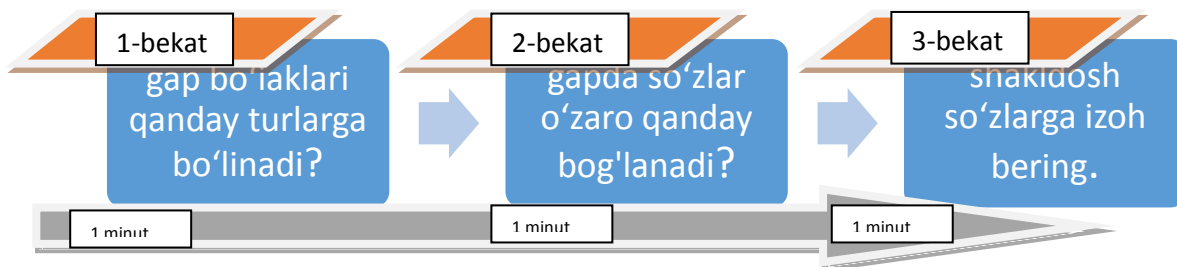 1-bekat
gap bo‘laklari
qanday turlarga
bo‘linadi?
1 minut
2-bekat
gapda so‘zlar
o‘zaro qanday
bog'lanadi?
1 minut
3-bekat
shakldosh
so‘zlarga izoh
bering.
1 minut